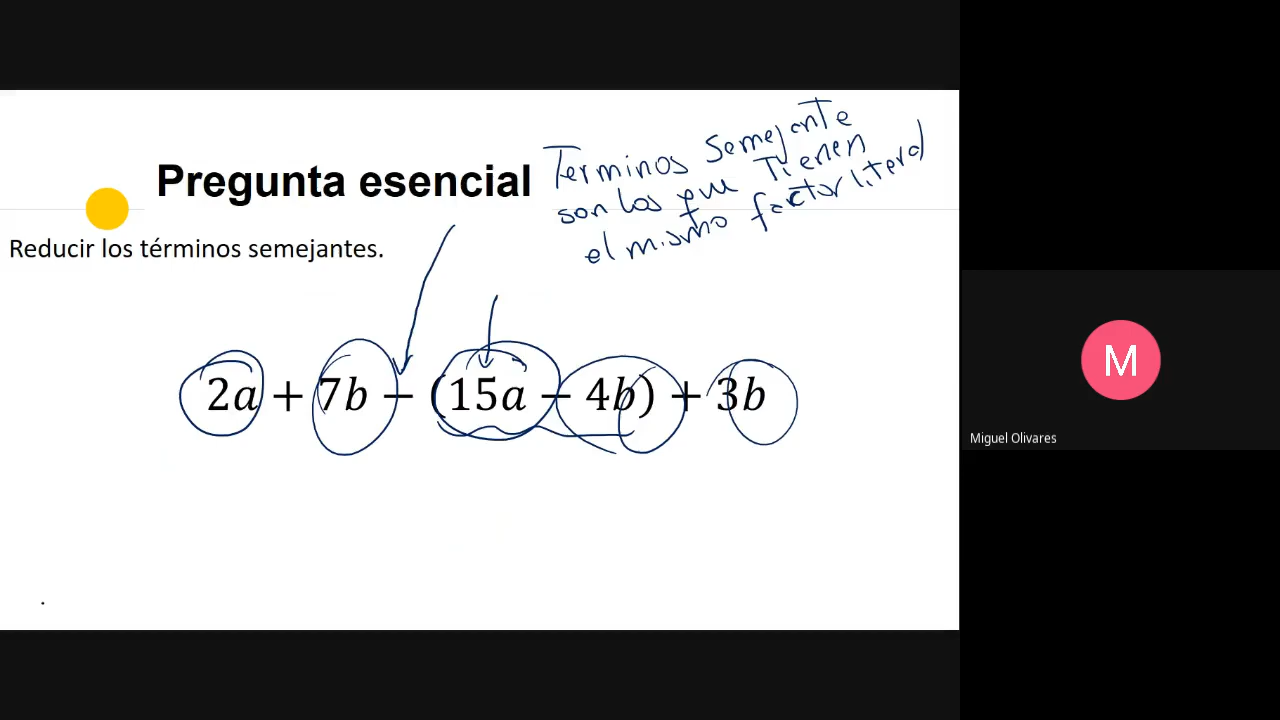 Pregunta esencial
Terminos Semejante
son los que Tienen
el mismo factor literal
Reducir los términos semejantes.
2a + 7b − (15a − 4b) + 3b
M
Miguel Olivares